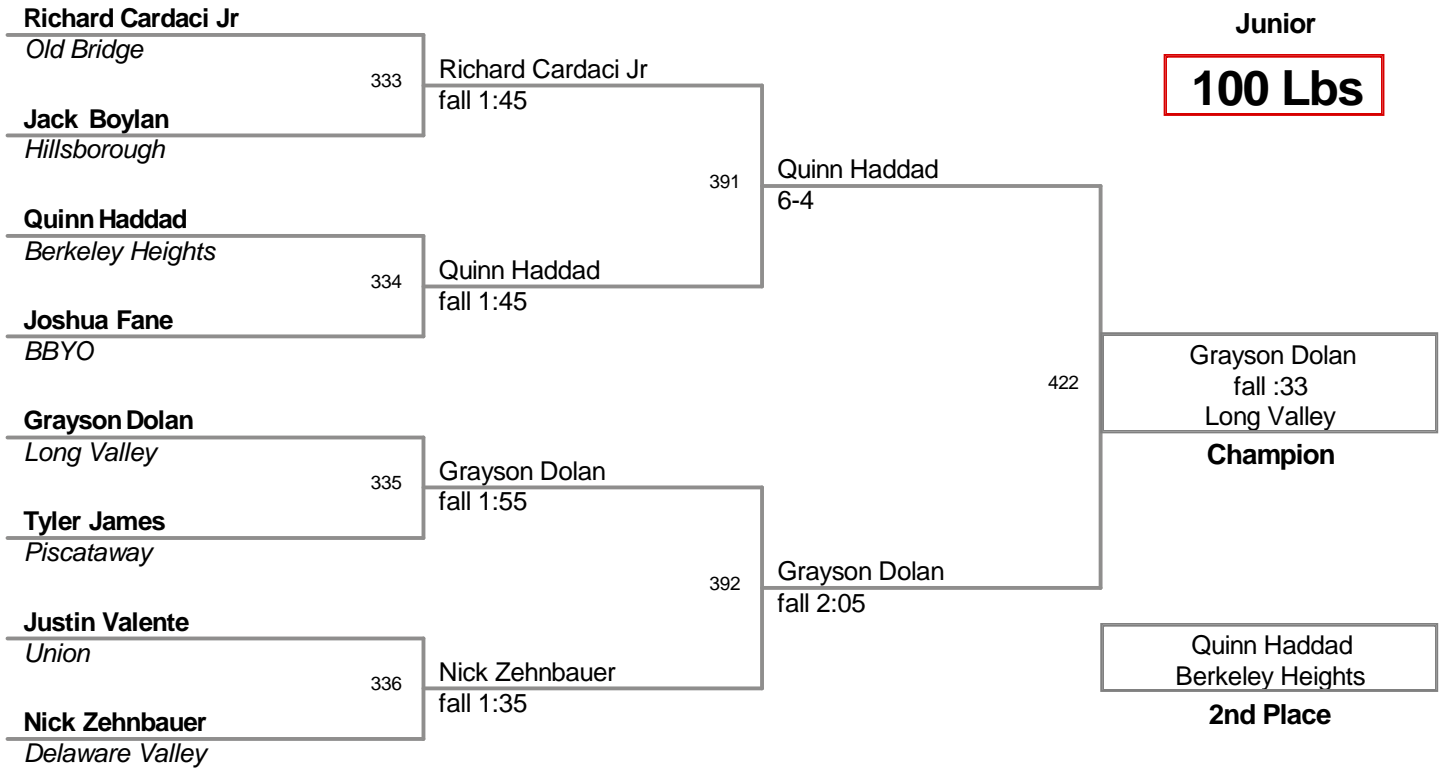 Richard Cardaci Jr
Old Bridge
333
Jack Boylan
Hillsborough
Richard Cardaci Jr
fall 1:45
Quinn Haddad
Berkeley Heights
334
Joshua Fane
BBYO
Quinn Haddad
fall 1:45
391
Quinn Haddad
6-4
Grayson Dolan
Long Valley
335
Tyler James
Piscataway
Grayson Dolan
fall 1:55
Justin Valente
Union
336
Nick Zehnbauer
Delaware Valley
Nick Zehnbauer
fall 1:35
392
Grayson Dolan
fall 2:05
422
Junior
100 Lbs
Grayson Dolan
fall :33
Long Valley
Champion
Quinn Haddad
Berkeley Heights
2nd Place